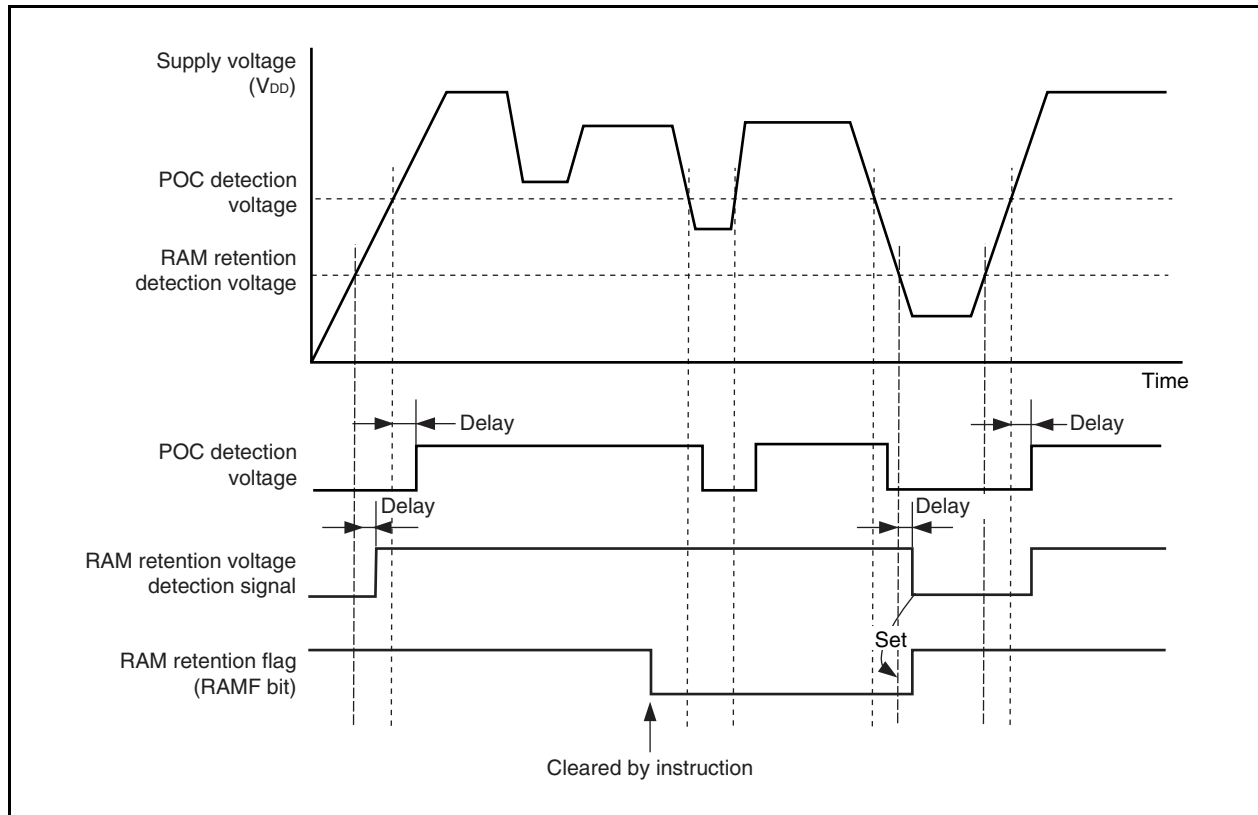 Supply voltage
(VDD)
POC detection
voltage
RAM retention
detection voltage
Time
Delay
Delay
POC detection
voltage
Delay
Delay
RAM retention voltage
detection signal
Set
RAM retention flag
(RAMF bit)
Cleared by instruction